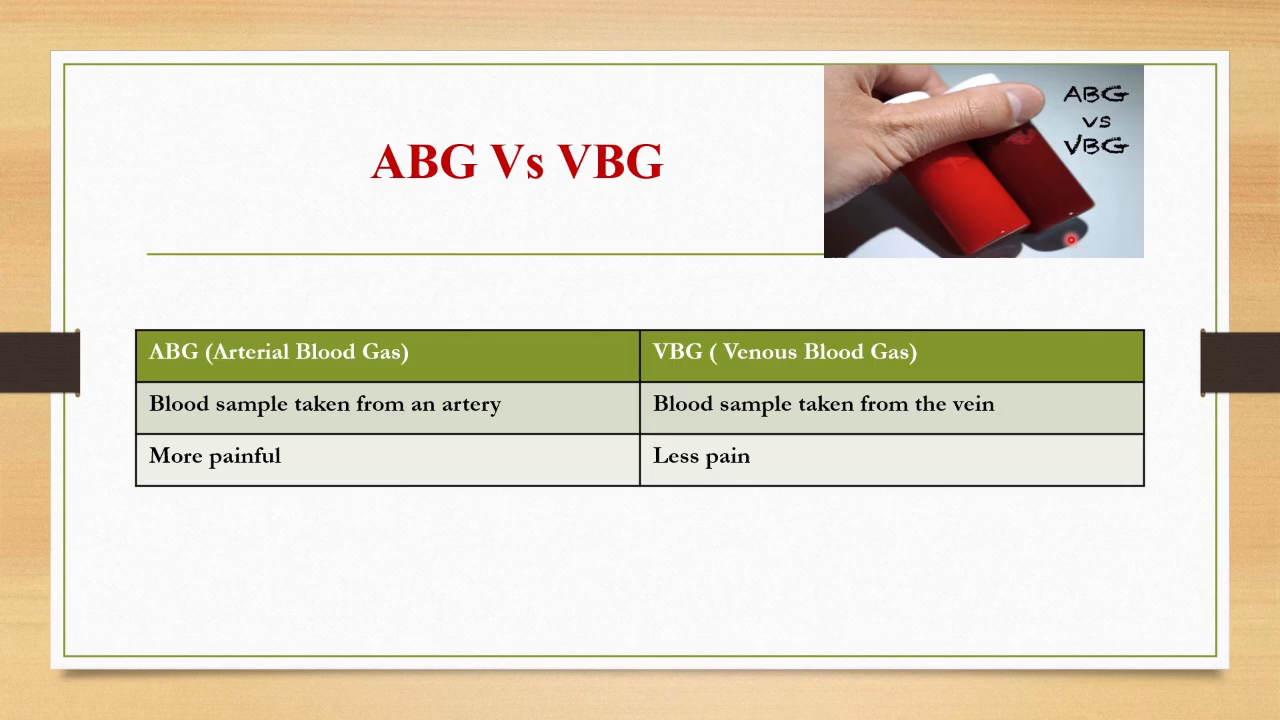 ABG Vs VBG
ABG
vs
VBG
ABG (Arterial Blood Gas)
VBG ( Venous Blood Gas)
Blood sample taken from an artery
Blood sample taken from the vein
More painful
Less pain